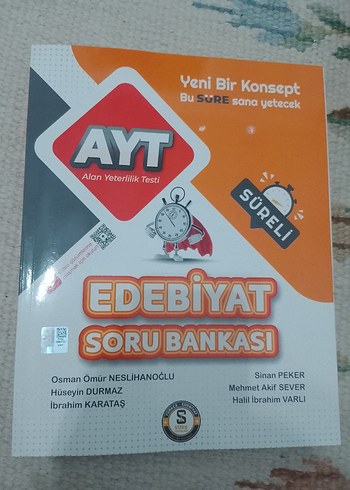 Yeni Bir Konsept
Bu SÜRE sana yetecek
AYT
Alan Yeterlilik Testi
SÜRELİ
EDEBİYAT
SORU BANKASI
Osman Ömür NESLİHANOĞLU
Hüseyin DURMAZ
İbrahim KARATAŞ
Sinan PEKER
Mehmet Akif SEVER
Halil İbrahim VARLI
S